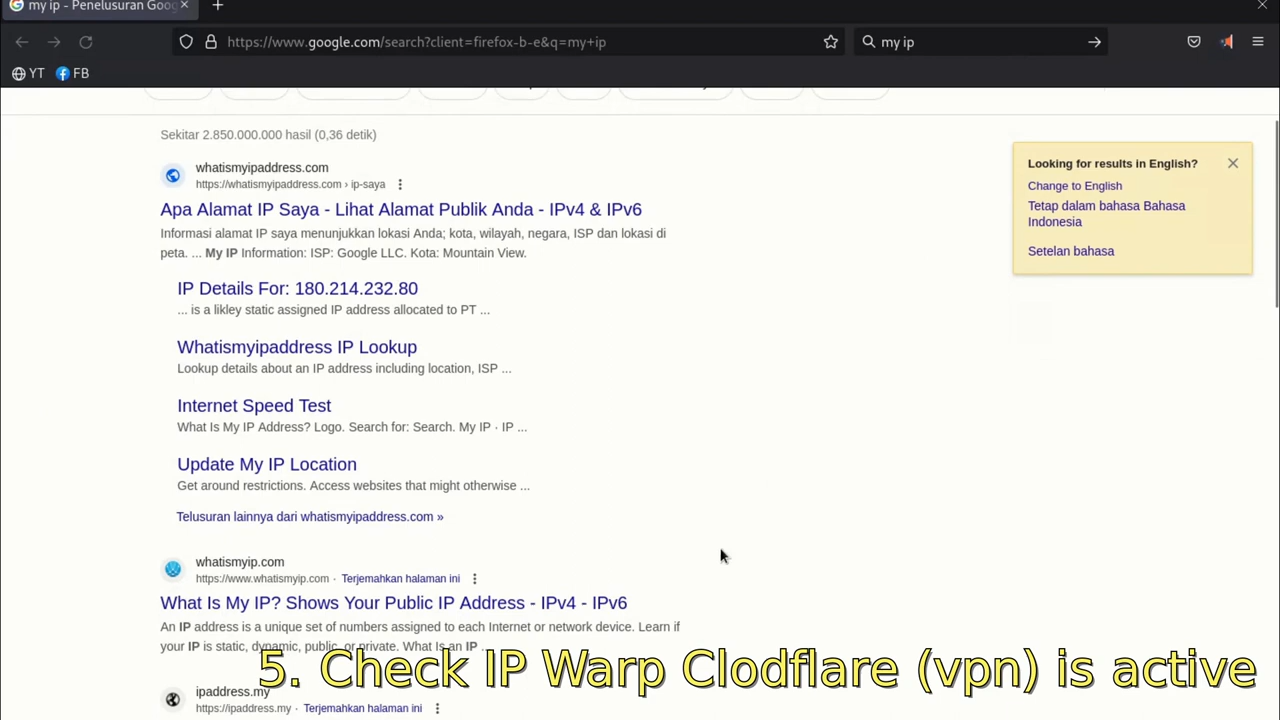 my ip - Penelusuran Goog
https://www.google.com/search?client=firefox-b-e&q=my+ip
my ip
YT
FB
Sekitar 2.850.000.000 hasil (0,36 detik)
whatismyipaddress.com
https://whatismyipaddress.com › ip-saya
Apa Alamat IP Saya - Lihat Alamat Publik Anda - IPv4 & IPv6
Informasi alamat IP saya menunjukkan lokasi Anda; kota, wilayah, negara, ISP dan lokasi di
peta. ... My IP Information: ISP: Google LLC. Kota: Mountain View.
IP Details For: 180.214.232.80
... is a likley static assigned IP address allocated to PT ...
Whatismyipaddress IP Lookup
Lookup details about an IP address including location, ISP ...
Internet Speed Test
What Is My IP Address? Logo. Search for: Search. My IP · IP ...
Update My IP Location
Get around restrictions. Access websites that might otherwise ...
Telusuran lainnya dari whatismyipaddress.com »
whatismyip.com
https://www.whatismyip.com · Terjemahkan halaman ini
What Is My IP? Shows Your Public IP Address - IPv4 - IPv6
An IP address is a unique set of numbers assigned to each Internet or network device. Learn if
your IP is static, dynamic, public, or private. What Is an IP ...
ipaddress.my
https://ipaddress.my · Terjemahkan halaman ini
Looking for results in English?
Change to English
Tetap dalam bahasa Bahasa
Indonesia
Setelan bahasa
5. Check IP Warp Clodflare (vpn) is active